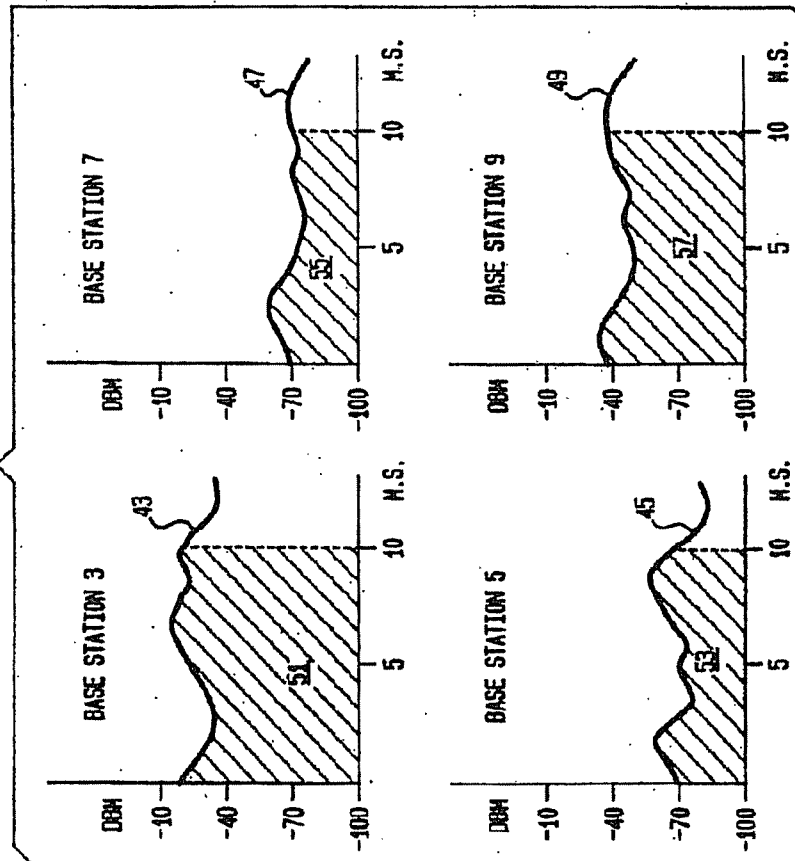 BASE STATION 3
DBM
-10
-40
-70
-100
43
51
5
10
M.S.
BASE STATION 7
DBM
-10
-40
-70
-100
47
55
5
10
M.S.
BASE STATION 5
DBM
-10
-40
-70
-100
45
53
5
10
M.S.
BASE STATION 9
DBM
-10
-40
-70
-100
49
57
5
10
M.S.